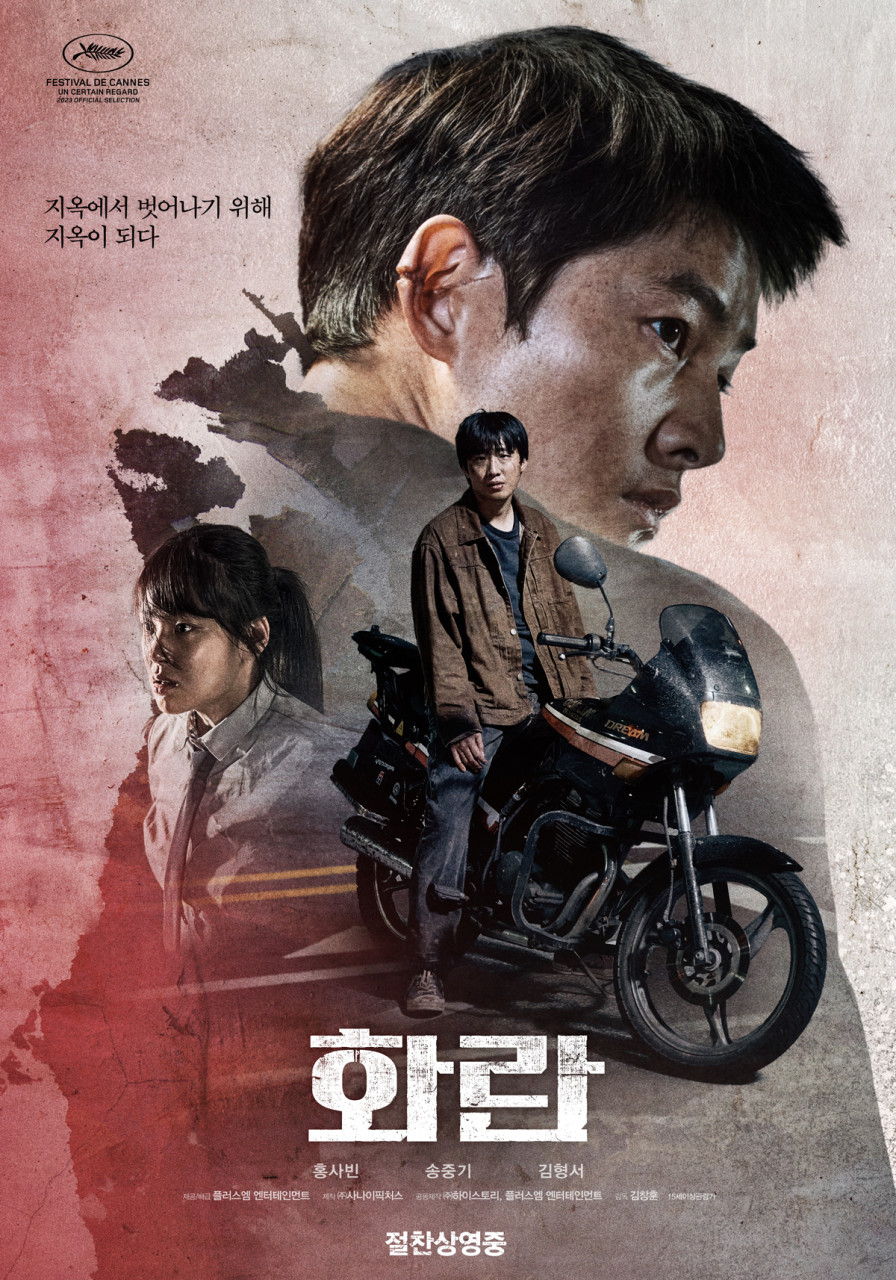 FESTIVAL DE CANNES
UN CERTAIN REGARD
2023 OFFICIAL SELECTION
지옥에서 벗어나기 위해
지옥이 되다
DREAM
화란
홍사빈 송중기 김형서
제공/배급 플러스엠 엔터테인먼트 제작 ㈜사나이픽처스 공동제작 ㈜하이스토리, 플러스엠 엔터테인먼트 감독 김창훈 15세이상관람가
절찬상영중